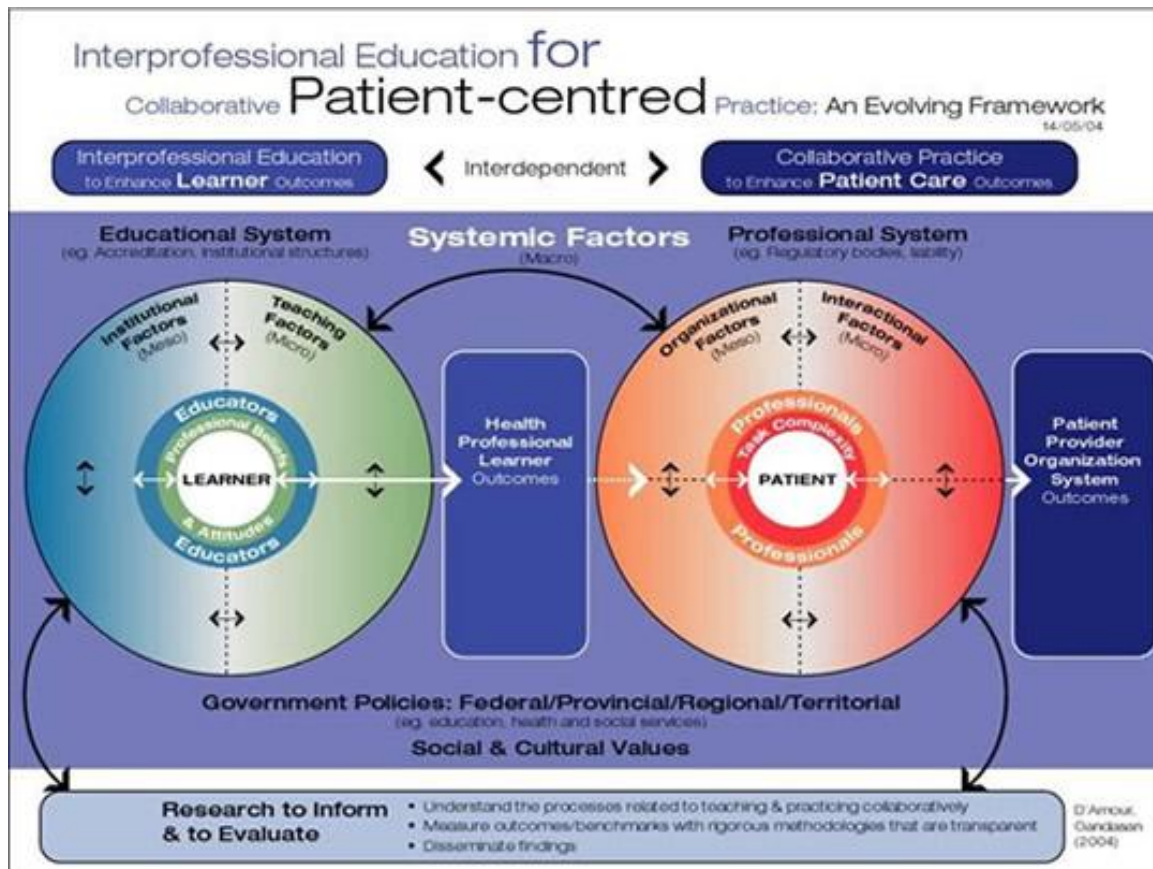 Interprofessional Education for
Collaborative Patient-centred Practice: An Evolving Framework
14/05/04
Interprofessional Education
to Enhance Learner Outcomes
Interdependent
Collaborative Practice
to Enhance Patient Care Outcomes
Educational System
(eg. Accreditation, institutional structures)
Systemic Factors
(Macro)
Professional System
(eg. Regulatory bodies, liability)
Institutional
Factors
(Meso)
Teaching
Factors
(Micro)
Organizational
Factors
(Meso)
Interactional
Factors
(Micro)
Educators
Professional Beliefs
LEARNER
& Attitudes
Educators
Health
Professional
Learner
Outcomes
Professionals
Task Complexity
PATIENT
Professionals
Patient
Provider
Organization
System
Outcomes
Government Policies: Federal/Provincial/Regional/Territorial
(eg. education, health and social services)
Social & Cultural Values
Research to Inform
& to Evaluate
• Understand the processes related to teaching & practicing collaboratively
• Measure outcomes/benchmarks with rigorous methodologies that are transparent
• Disseminate findings
D'Amour,
Oandasan
(2004)